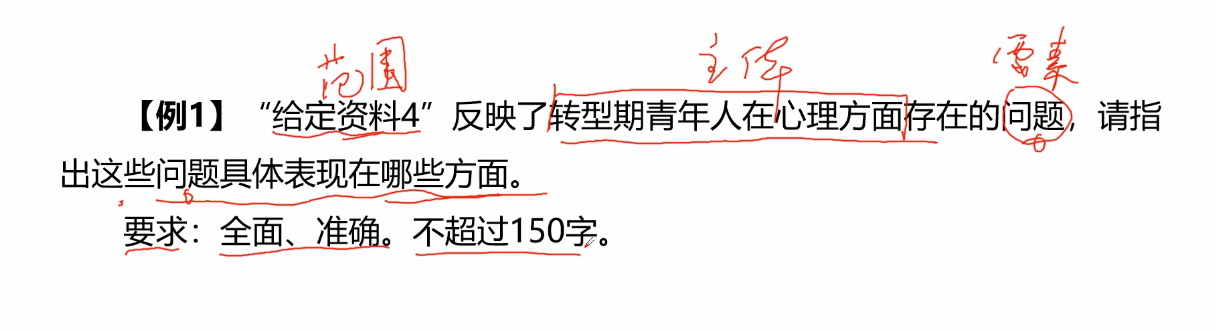 范围 主体 要素
【例1】“给定资料4”反映了转型期青年人在心理方面存在的问题，请指
出这些问题具体表现在哪些方面。
要求：全面、准确。不超过150字。